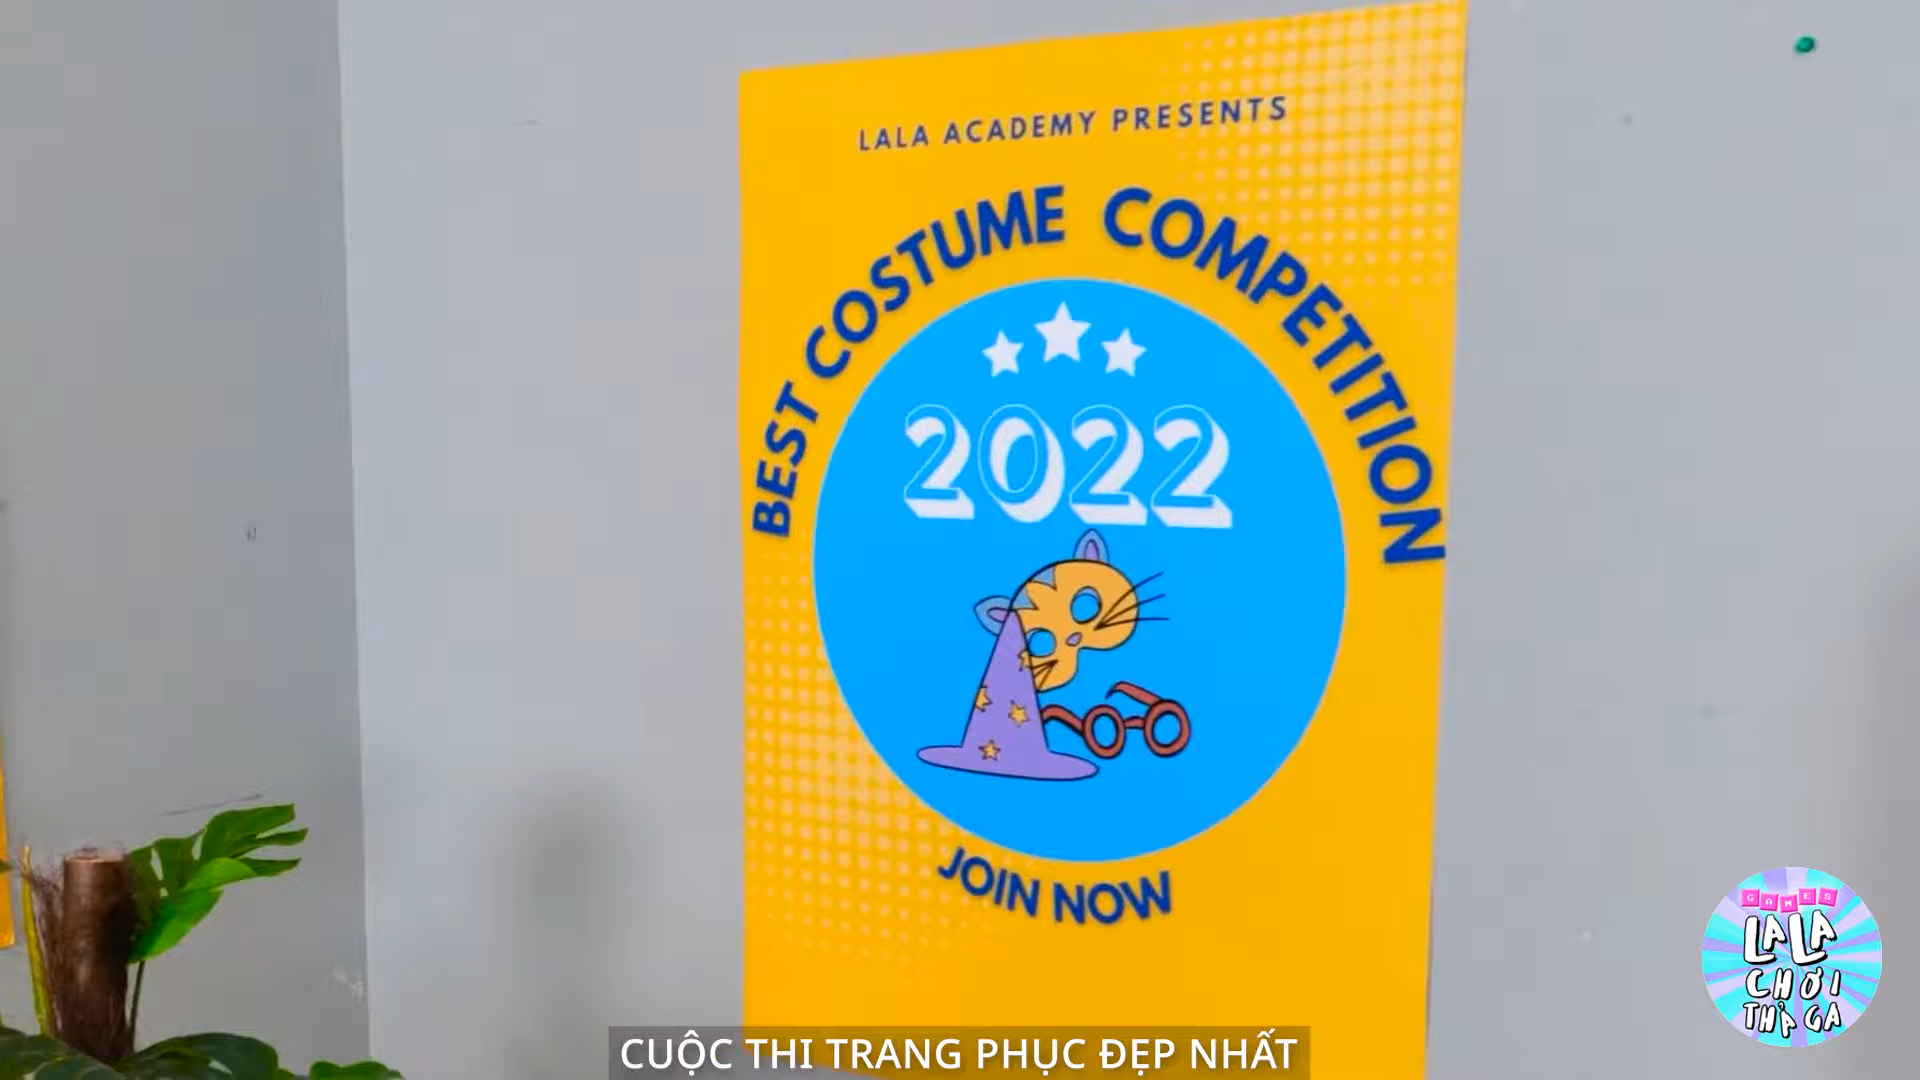 LALA ACADEMY PRESENTS
BEST COSTUME COMPETITION
2022
JOIN NOW
GAMES
LALA
CHƠI
THẢ GA
CUỘC THI TRANG PHỤC ĐẸP NHẤT